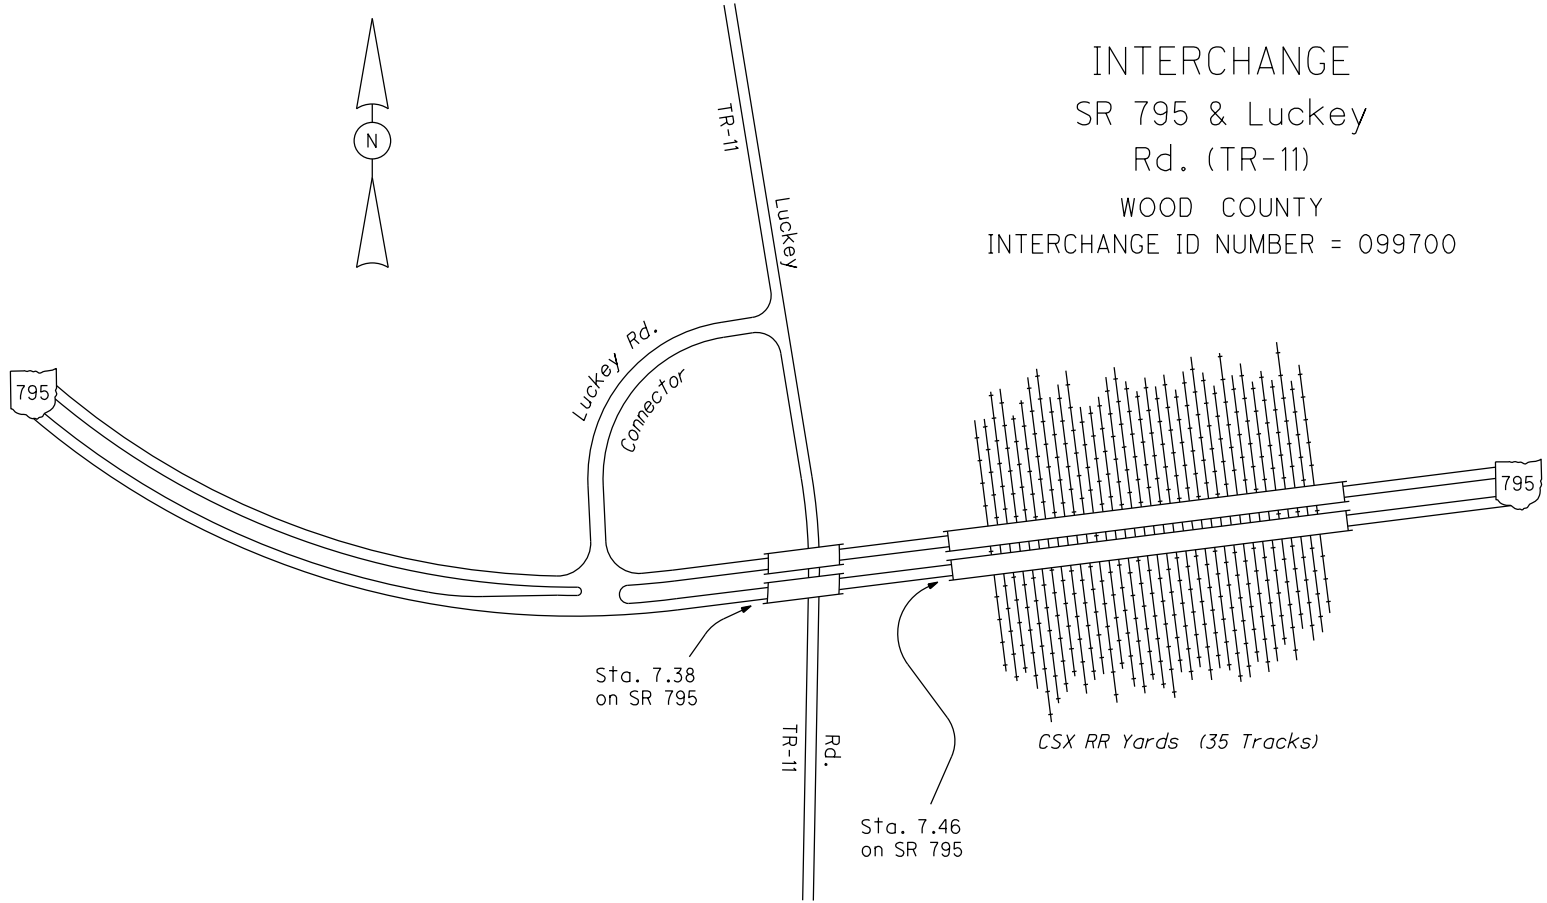 INTERCHANGE
SR 795 & Luckey
Rd. (TR-11)
WOOD COUNTY
INTERCHANGE ID NUMBER = 099700
N
TR-11
Luckey
Luckey Rd.
Connector
795
795
Sta. 7.38
on SR 795
TR-11
Rd.
CSX RR Yards (35 Tracks)
Sta. 7.46
on SR 795